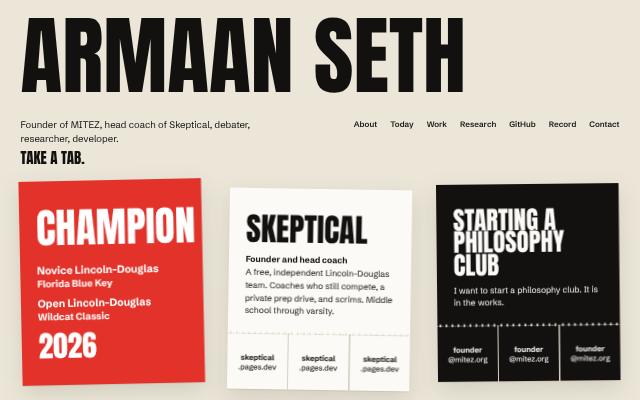 ARMAAN SETH
Founder of MITEZ, head coach of Skeptical, debater,
researcher, developer.
TAKE A TAB.
About Today Work Research GitHub Record Contact
CHAMPION
Novice Lincoln-Douglas
Florida Blue Key
Open Lincoln-Douglas
Wildcat Classic
2026
SKEPTICAL
Founder and head coach
A free, independent Lincoln-Douglas
team. Coaches who still compete, a
private prep drive, and scrims. Middle
school through varsity.
skeptical
.pages.dev
skeptical
.pages.dev
skeptical
.pages.dev
STARTING A
PHILOSOPHY
CLUB
I want to start a philosophy club. It is
in the works.
founder
@mitez.org
founder
@mitez.org
founder
@mitez.org